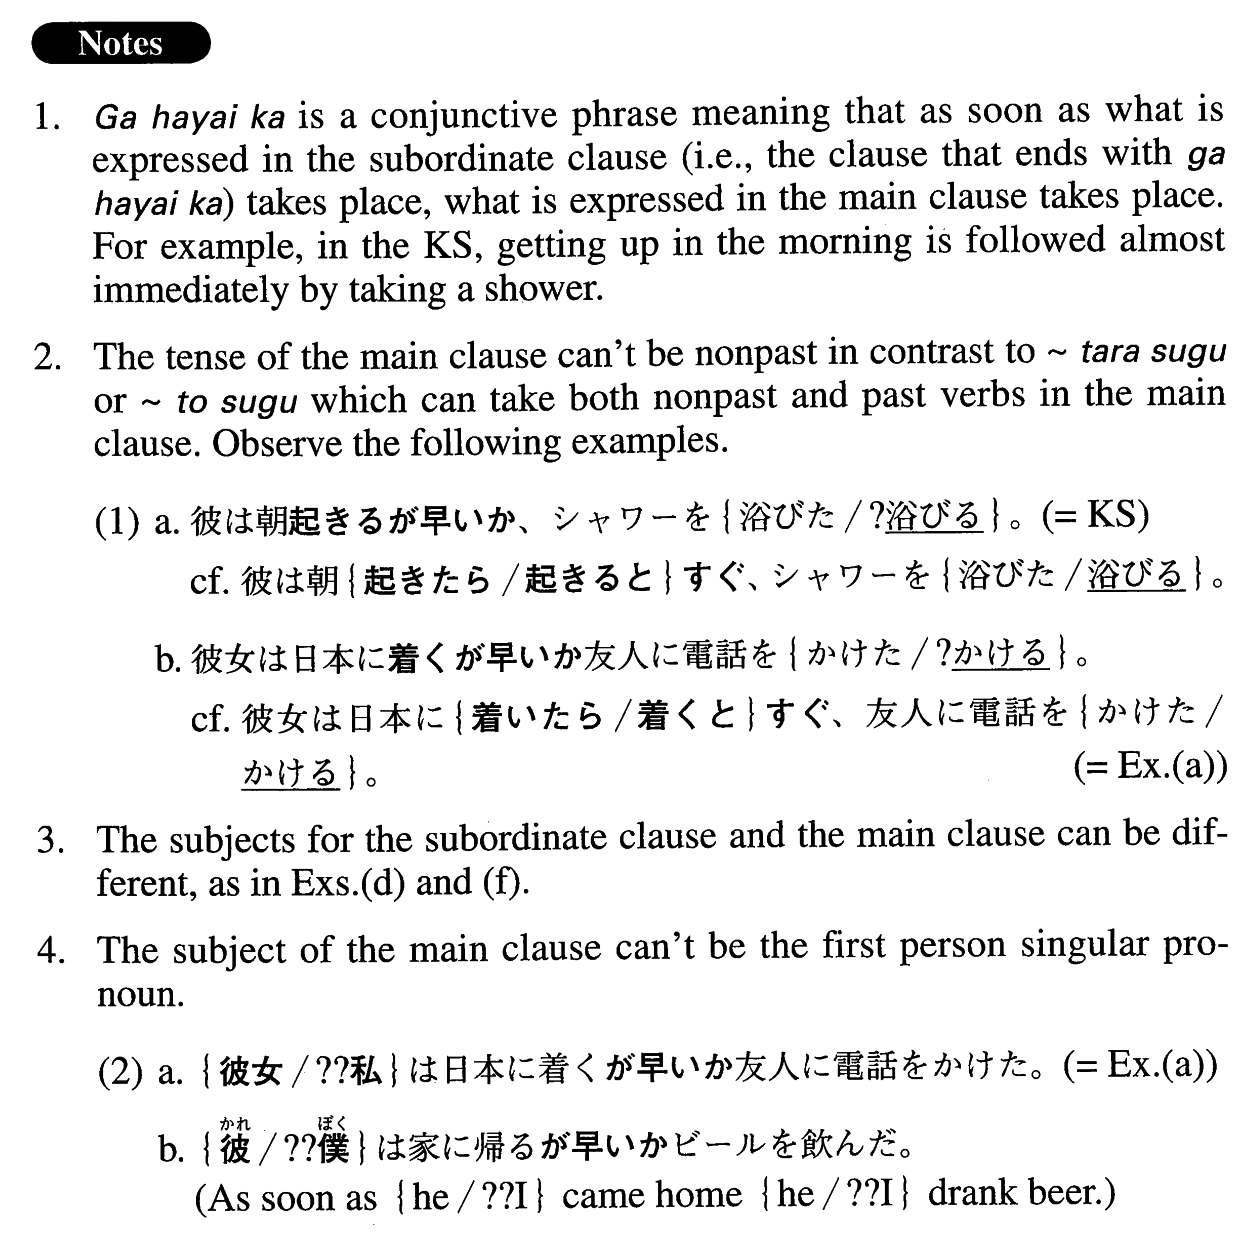 Notes
1. Ga hayai ka is a conjunctive phrase meaning that as soon as what is
expressed in the subordinate clause (i.e., the clause that ends with ga
hayai ka) takes place, what is expressed in the main clause takes place.
For example, in the KS, getting up in the morning is followed almost
immediately by taking a shower.
2. The tense of the main clause can't be nonpast in contrast to ~ tara sugu
or ~ to sugu which can take both nonpast and past verbs in the main
clause. Observe the following examples.
(1) a. 彼は朝起きるが早いか、シャワーを{浴びた/?浴びる}。(= KS)
cf. 彼は朝{起きたら/起きると}すぐ、シャワーを{浴びた/浴びる}。
b. 彼女は日本に着くが早いか友人に電話を{かけた/?かける}。
cf. 彼女は日本に{着いたら/着くと}すぐ、友人に電話を{かけた/
かける}。 (= Ex.(a))
3. The subjects for the subordinate clause and the main clause can be dif-
ferent, as in Exs.(d) and (f).
4. The subject of the main clause can't be the first person singular pro-
noun.
(2) a. {彼女/??私}は日本に着くが早いか友人に電話をかけた。(= Ex.(a))
かれ ぼく
b. {彼/??僕}は家に帰るが早いかビールを飲んだ。
(As soon as {he/??I} came home {he/??I} drank beer.)